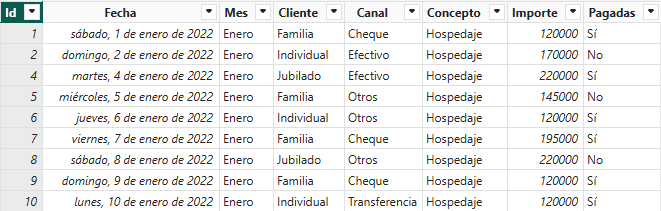 Id Fecha Mes Cliente Canal Concepto Importe Pagadas
1 sábado, 1 de enero de 2022 Enero Familia Cheque Hospedaje 120000 Sí
2 domingo, 2 de enero de 2022 Enero Individual Efectivo Hospedaje 170000 No
4 martes, 4 de enero de 2022 Enero Jubilado Efectivo Hospedaje 220000 Sí
5 miércoles, 5 de enero de 2022 Enero Familia Otros Hospedaje 145000 No
6 jueves, 6 de enero de 2022 Enero Individual Otros Hospedaje 120000 Sí
7 viernes, 7 de enero de 2022 Enero Familia Cheque Hospedaje 195000 Sí
8 sábado, 8 de enero de 2022 Enero Jubilado Otros Hospedaje 220000 No
9 domingo, 9 de enero de 2022 Enero Familia Cheque Hospedaje 120000 Sí
10 lunes, 10 de enero de 2022 Enero Individual Transferencia Hospedaje 120000 Sí